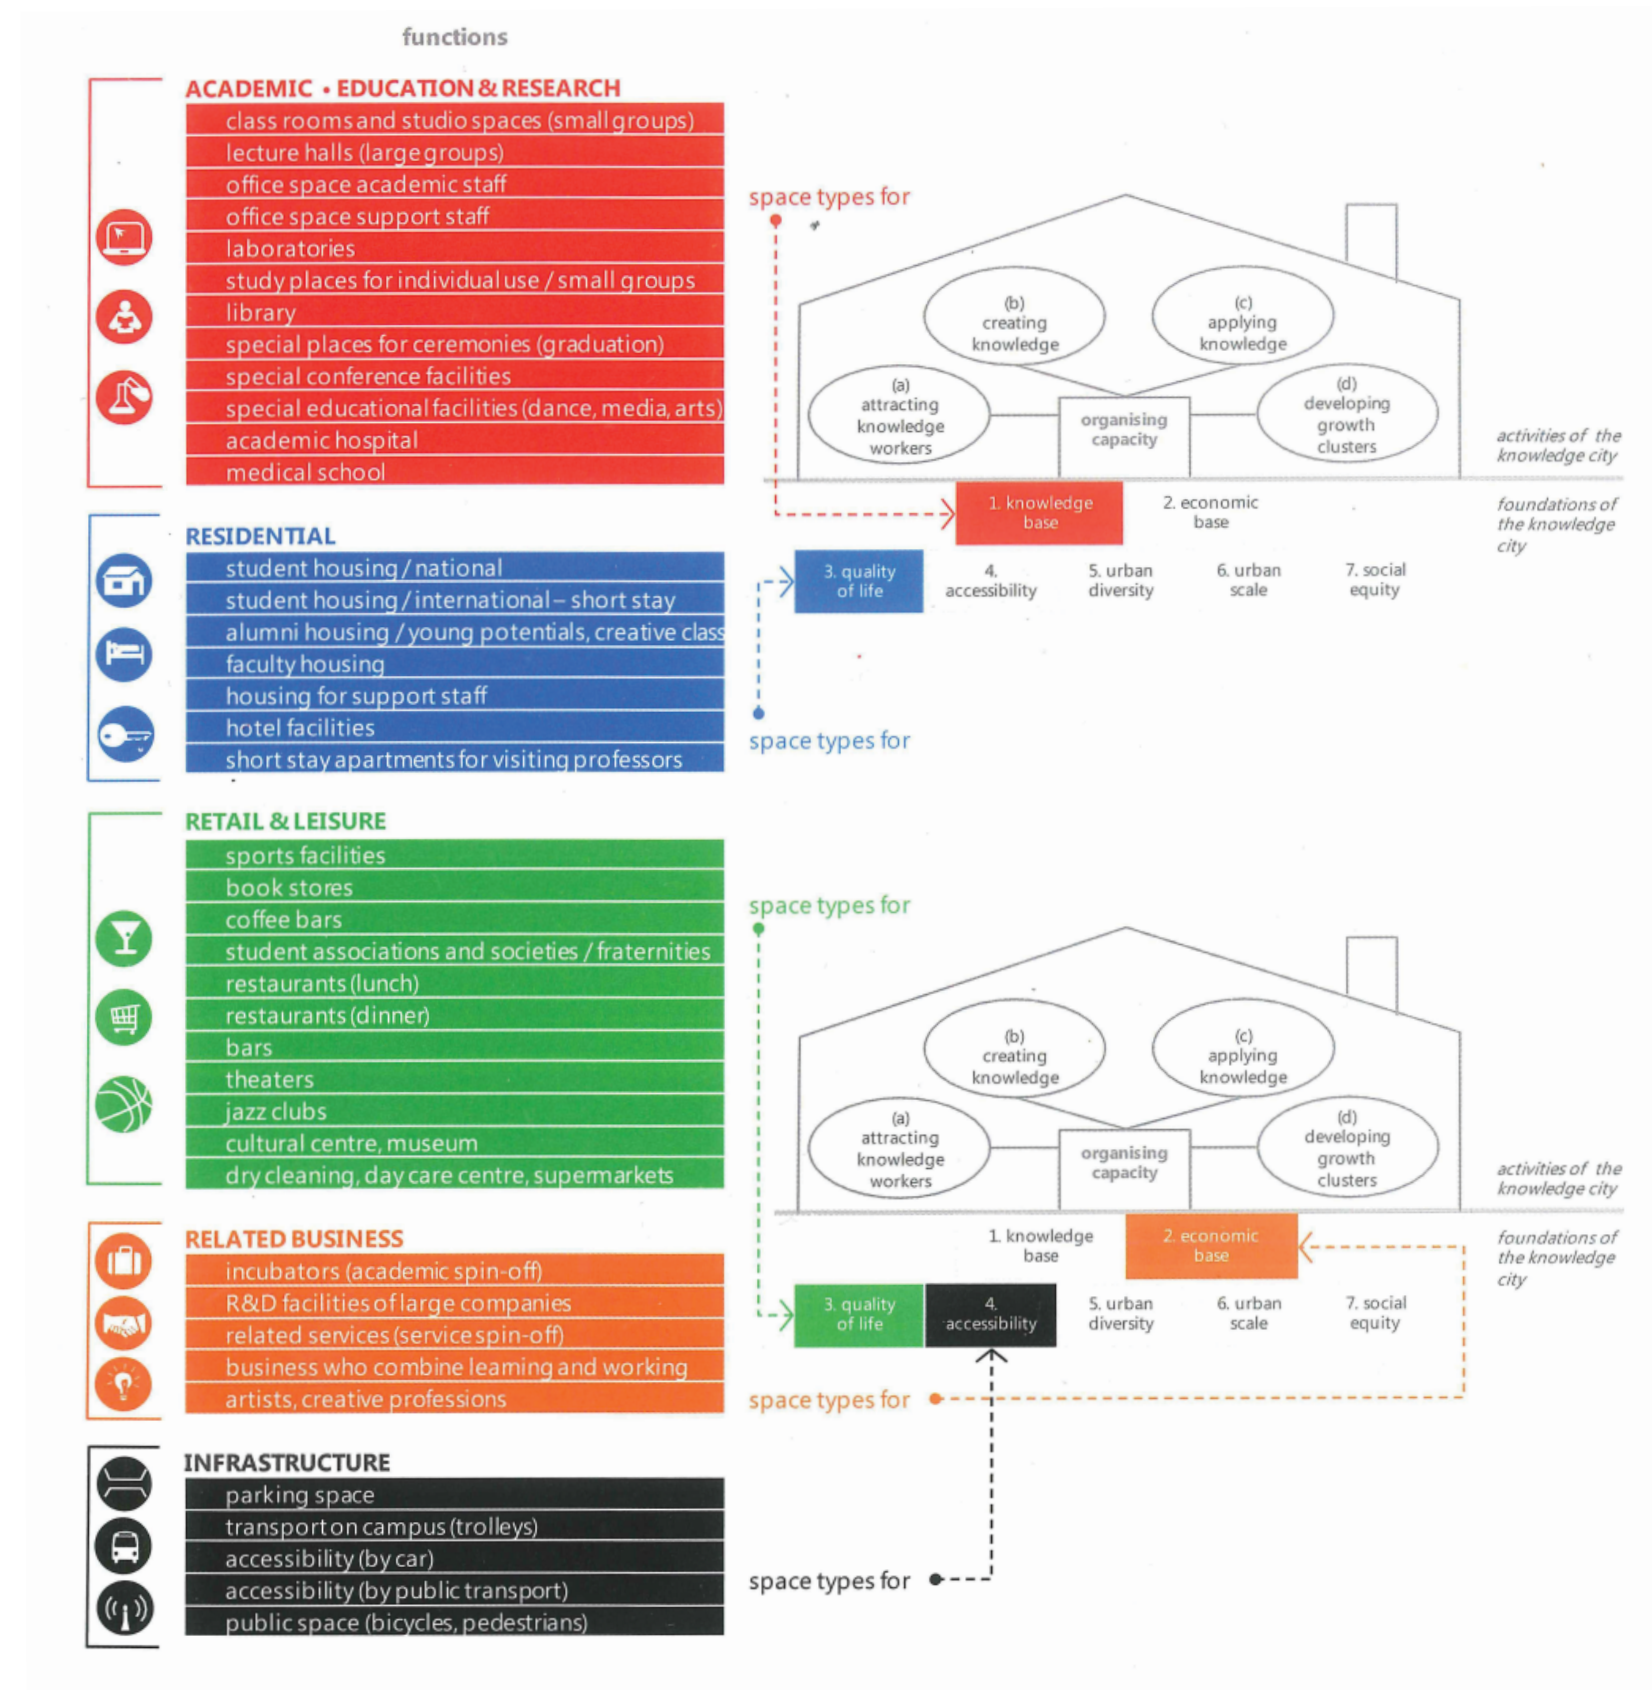 functions
ACADEMIC • EDUCATION & RESEARCH
class rooms and studio spaces (small groups)
lecture halls (large groups)
office space academic staff
office space support staff
laboratories
study places for individual use / small groups
library
special places for ceremonies (graduation)
special conference facilities
special educational facilities (dance, media, arts)
academic hospital
medical school
space types for
(b)
creating
knowledge
(c)
applying
knowledge
(a)
attracting
knowledge
workers
organising
capacity
(d)
developing
growth
clusters
activities of the
knowledge city
1. knowledge
base
2. economic
base
foundations of
the knowledge
city
3. quality
of life
4.
accessibility
5. urban
diversity
6. urban
scale
7. social
equity
RESIDENTIAL
student housing / national
student housing / international – short stay
alumni housing / young potentials, creative class
faculty housing
housing for support staff
hotel facilities
short stay apartments for visiting professors
space types for
RETAIL & LEISURE
sports facilities
book stores
coffee bars
student associations and societies / fraternities
restaurants (lunch)
restaurants (dinner)
bars
theaters
jazz clubs
cultural centre, museum
dry cleaning, day care centre, supermarkets
space types for
(b)
creating
knowledge
(c)
applying
knowledge
(a)
attracting
knowledge
workers
organising
capacity
(d)
developing
growth
clusters
activities of the
knowledge city
1. knowledge
base
2. economic
base
foundations of
the knowledge
city
3. quality
of life
4.
accessibility
5. urban
diversity
6. urban
scale
7. social
equity
RELATED BUSINESS
incubators (academic spin-off)
R&D facilities of large companies
related services (service spin-off)
business who combine learning and working
artists, creative professions
space types for
INFRASTRUCTURE
parking space
transport on campus (trolleys)
accessibility (by car)
accessibility (by public transport)
public space (bicycles, pedestrians)
space types for